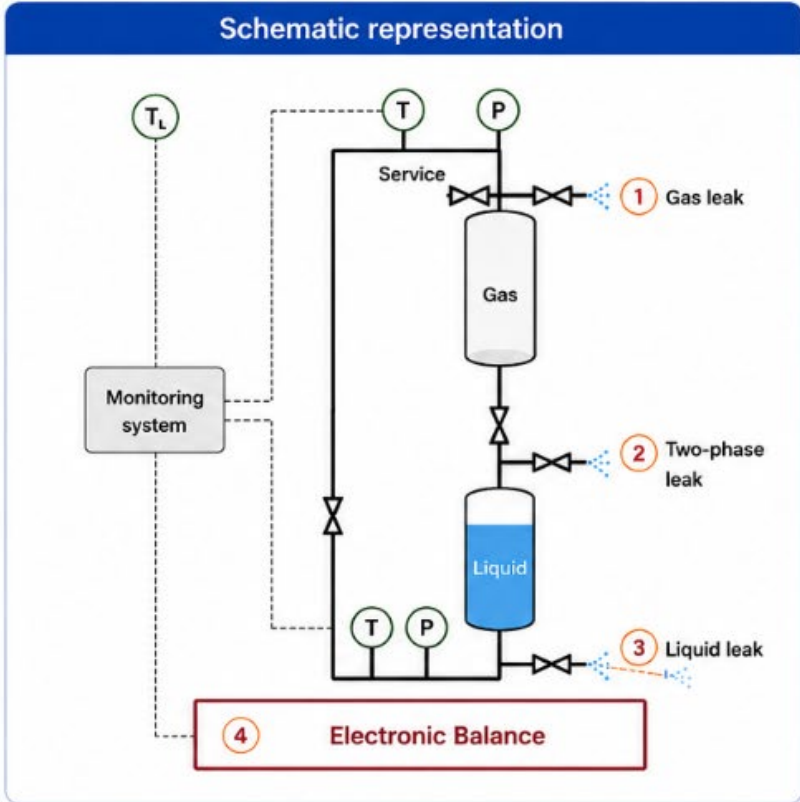 Schematic representation
T_L
T
P
Service
1
Gas leak
Gas
Monitoring
system
2
Two-phase
leak
Liquid
T
P
3
Liquid leak
4
Electronic Balance